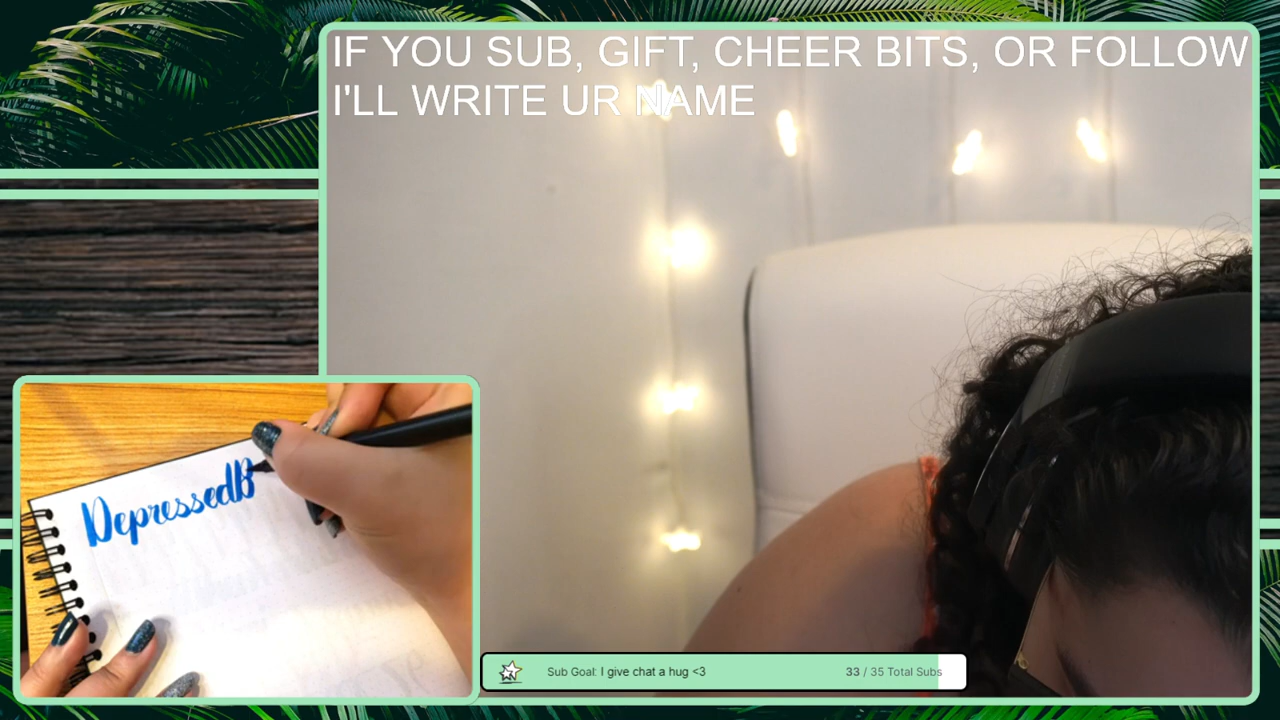 IF YOU SUB, GIFT, CHEER BITS, OR FOLLOW
I'LL WRITE UR NAME
DepressedB
Sub Goal: I give chat a hug <3 33 / 35 Total Subs